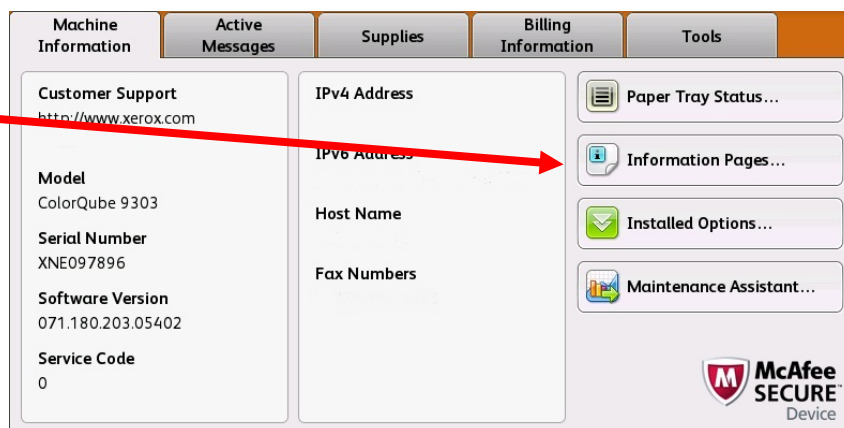 Machine Information
Active Messages
Supplies
Billing Information
Tools
Customer Support
http://www.xerox.com
Model
ColorQube 9303
Serial Number
XNE097896
Software Version
071.180.203.05402
Service Code
0
IPv4 Address
IPv6 Address
Host Name
Fax Numbers
Paper Tray Status...
Information Pages...
Installed Options...
Maintenance Assistant...
McAfee
SECURE
Device